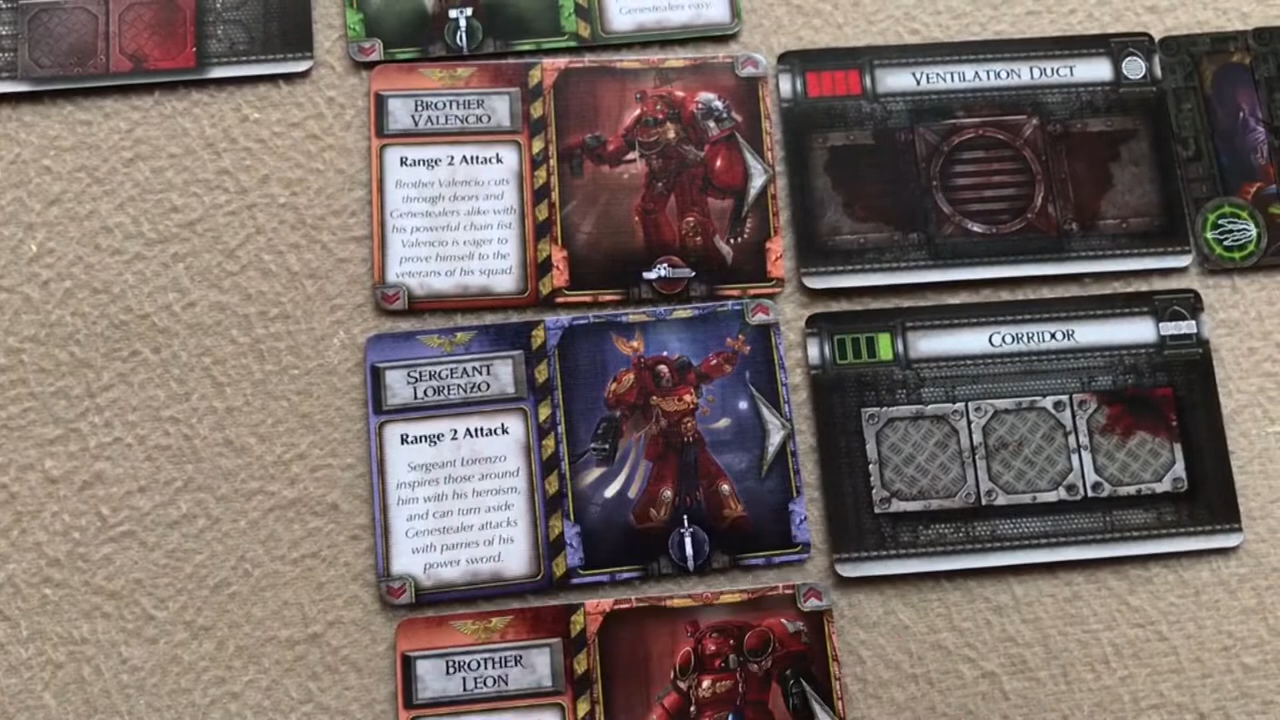 Genestealers easy.
BROTHER
VALENCIO
Range 2 Attack
Brother Valencio cuts
through doors and
Genestealers alike with
his powerful chain fist.
Valencio is eager to
prove himself to the
veterans of his squad.
VENTILATION DUCT
SERGEANT
LORENZO
Range 2 Attack
Sergeant Lorenzo
inspires those around
him with his heroism,
and can turn aside
Genestealer attacks
with parries of his
power sword.
CORRIDOR
BROTHER
LEON